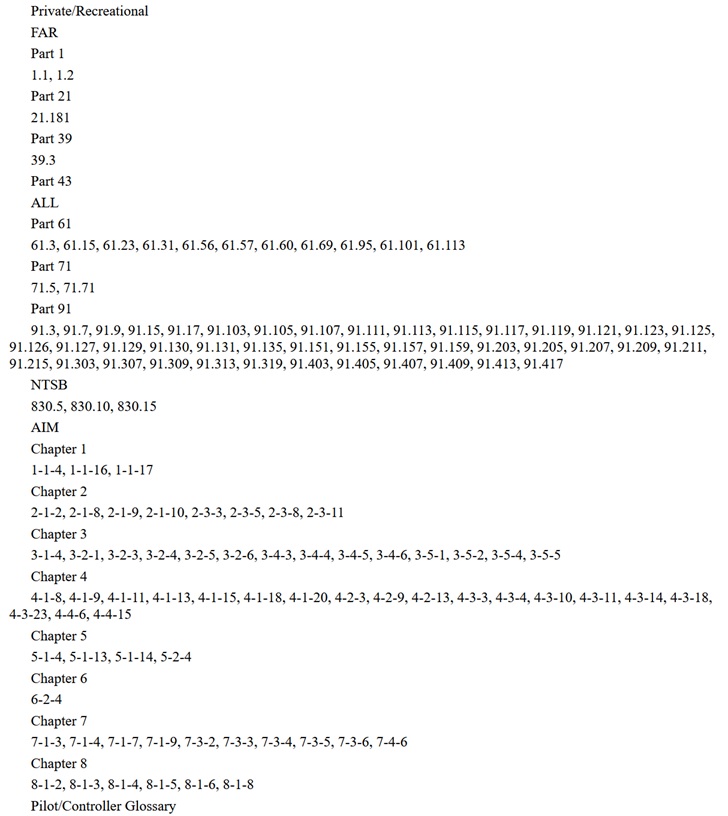 Private/Recreational
FAR
Part 1
1.1, 1.2
Part 21
21.181
Part 39
39.3
Part 43
ALL
Part 61
61.3, 61.15, 61.23, 61.31, 61.56, 61.57, 61.60, 61.69, 61.95, 61.101, 61.113
Part 71
71.5, 71.71
Part 91
91.3, 91.7, 91.9, 91.15, 91.17, 91.103, 91.105, 91.107, 91.111, 91.113, 91.115, 91.117, 91.119, 91.121, 91.123, 91.125,
91.126, 91.127, 91.129, 91.130, 91.131, 91.135, 91.151, 91.155, 91.157, 91.159, 91.203, 91.205, 91.207, 91.209, 91.211,
91.215, 91.303, 91.307, 91.309, 91.313, 91.319, 91.403, 91.405, 91.407, 91.409, 91.413, 91.417
NTSB
830.5, 830.10, 830.15
AIM
Chapter 1
1-1-4, 1-1-16, 1-1-17
Chapter 2
2-1-2, 2-1-8, 2-1-9, 2-1-10, 2-3-3, 2-3-5, 2-3-8, 2-3-11
Chapter 3
3-1-4, 3-2-1, 3-2-3, 3-2-4, 3-2-5, 3-2-6, 3-4-3, 3-4-4, 3-4-5, 3-4-6, 3-5-1, 3-5-2, 3-5-4, 3-5-5
Chapter 4
4-1-8, 4-1-9, 4-1-11, 4-1-13, 4-1-15, 4-1-18, 4-1-20, 4-2-3, 4-2-9, 4-2-13, 4-3-3, 4-3-4, 4-3-10, 4-3-11, 4-3-14, 4-3-18,
4-3-23, 4-4-6, 4-4-15
Chapter 5
5-1-4, 5-1-13, 5-1-14, 5-2-4
Chapter 6
6-2-4
Chapter 7
7-1-3, 7-1-4, 7-1-7, 7-1-9, 7-3-2, 7-3-3, 7-3-4, 7-3-5, 7-3-6, 7-4-6
Chapter 8
8-1-2, 8-1-3, 8-1-4, 8-1-5, 8-1-6, 8-1-8
Pilot/Controller Glossary